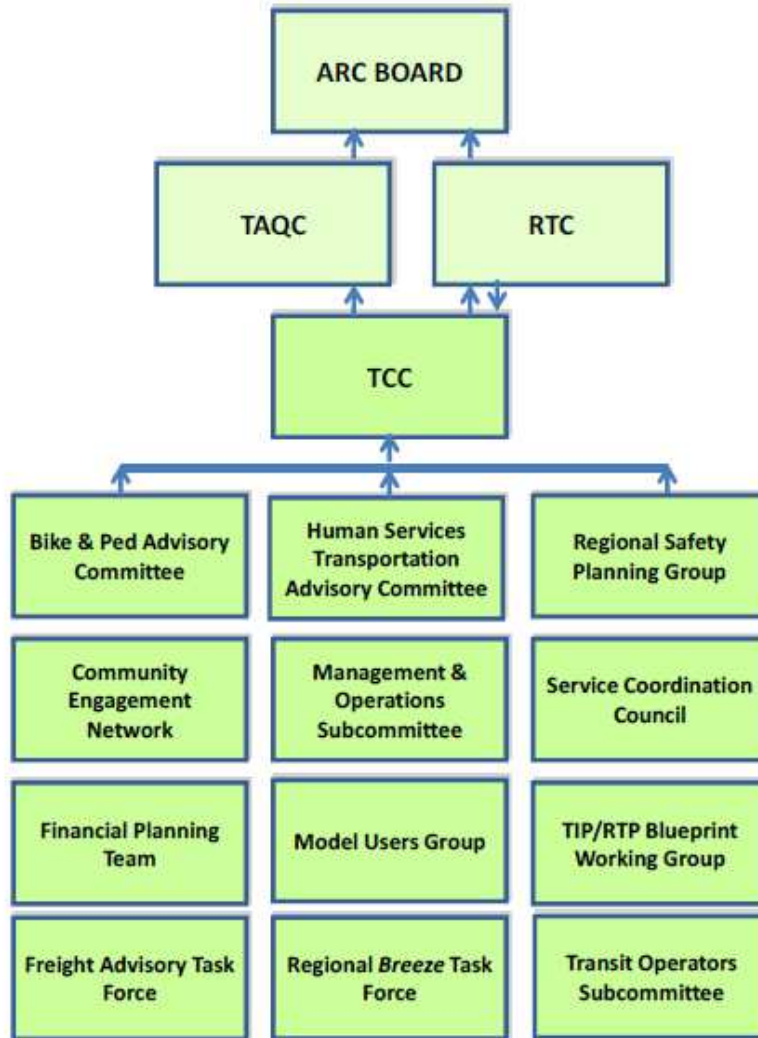 ARC BOARD
TAQC
RTC
TCC
Bike & Ped Advisory
Committee
Human Services
Transportation
Advisory Committee
Regional Safety
Planning Group
Community
Engagement
Network
Management &
Operations
Subcommittee
Service Coordination
Council
Financial Planning
Team
Model Users Group
TIP/RTP Blueprint
Working Group
Freight Advisory Task
Force
Regional Breeze Task
Force
Transit Operators
Subcommittee